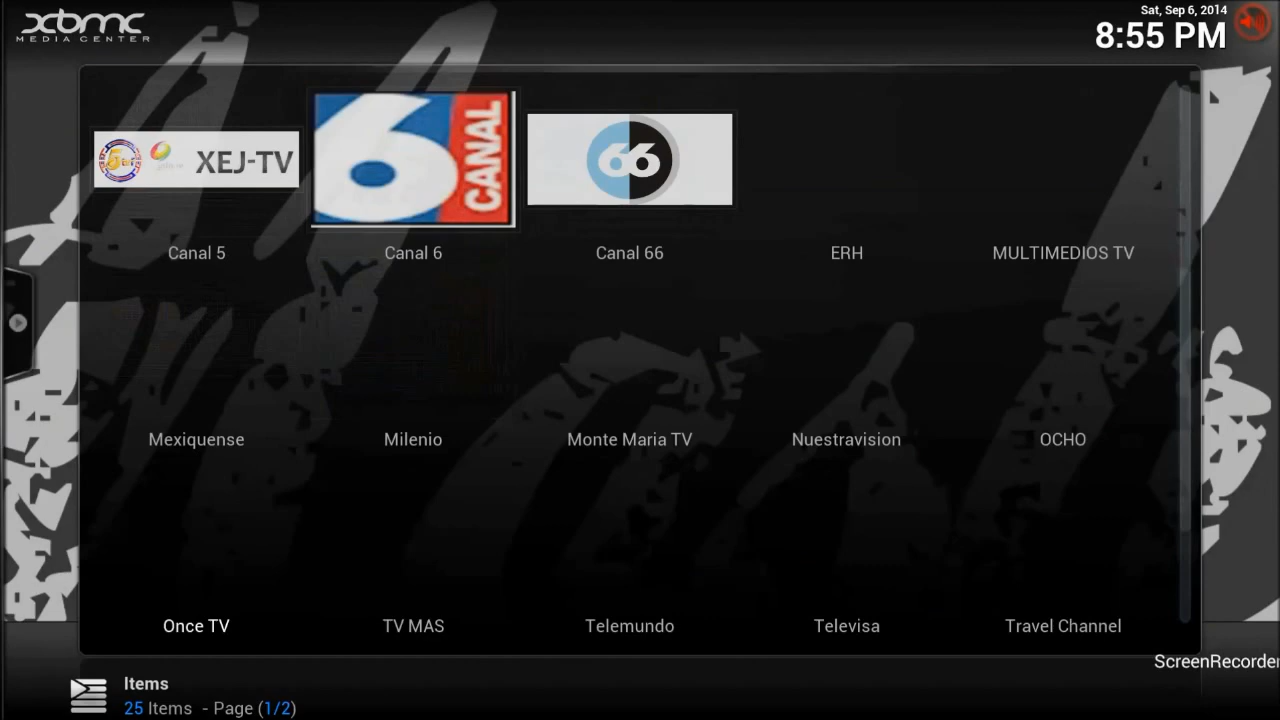 xbmc
MEDIA CENTER
Sat, Sep 6, 2014
8:55 PM
XEJ-TV
6 CANAL
66
Canal 5
Canal 6
Canal 66
ERH
MULTIMEDIOS TV
Mexiquense
Milenio
Monte Maria TV
Nuestravision
OCHO
Once TV
TV MAS
Telemundo
Televisa
Travel Channel
ScreenRecorder
Items
25 Items - Page (1/2)